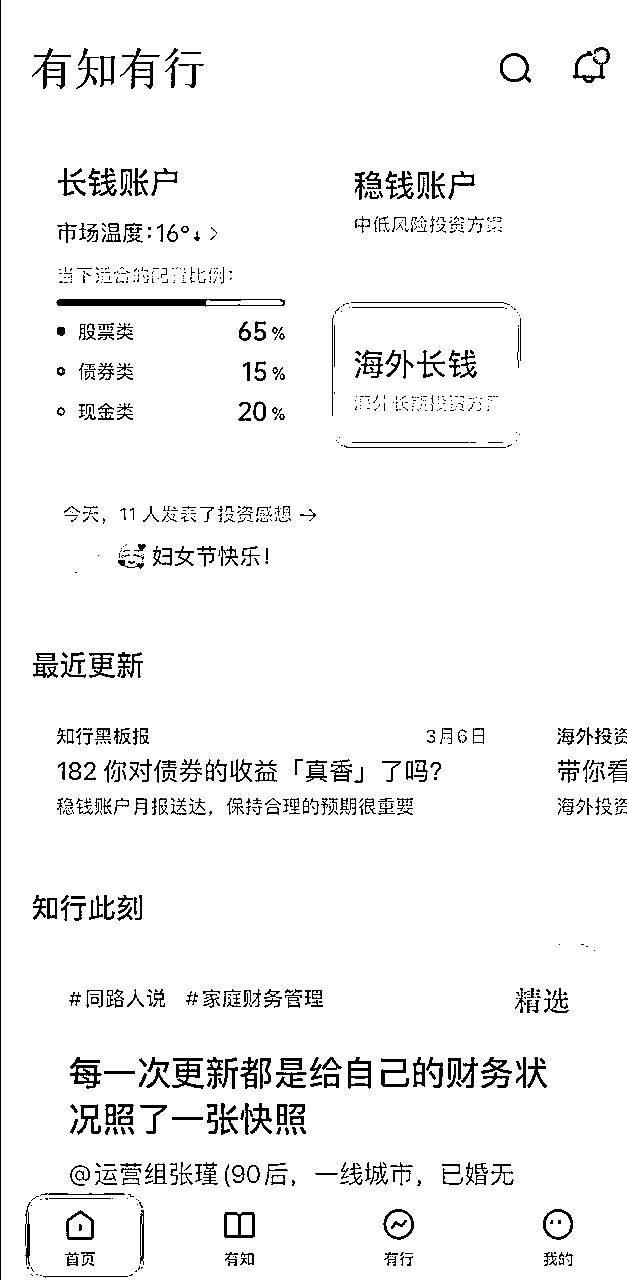 有知有行
长钱账户
市场温度：16°↓ >
当下适合的配置比例：
股票类 65%
债券类 15%
现金类 20%
稳钱账户
中低风险投资方案
海外长钱
海外长期投资方案
今天，11 人发表了投资感想 →
🥰 妇女节快乐！
最近更新
知行黑板报 3月6日
182 你对债券的收益「真香」了吗？
稳钱账户月报送达，保持合理的预期很重要
海外投资
带你看
海外投资
知行此刻
#同路人说 #家庭财务管理
精选
每一次更新都是给自己的财务状
况照了一张快照
@运营组张瑾（90后，一线城市，已婚无
首页 有知 有行 我的